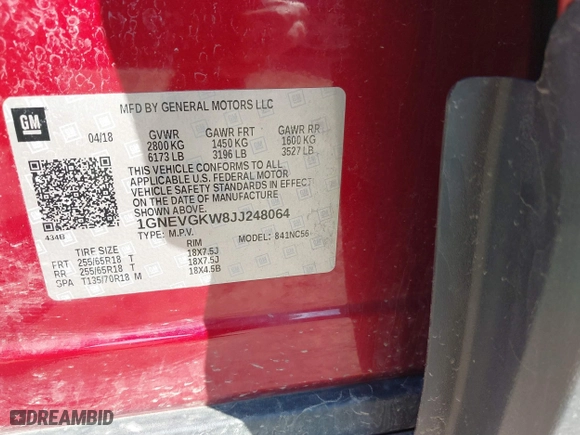 GM
MFD BY GENERAL MOTORS LLC
04/18 GVWR GAWR FRT GAWR RR
2800 KG 1450 KG 1600 KG
6173 LB 3196 LB 3527 LB
THIS VEHICLE CONFORMS TO ALL
APPLICABLE U.S. FEDERAL MOTOR
VEHICLE SAFETY STANDARDS IN EFFECT
ON THE DATE OF MANUFACTURE
SHOWN ABOVE.
1GNEVGKW8JJ248064
TYPE: M.P.V. MODEL: 841NC56
434B
TIRE SIZE RIM
FRT 255/65R18 T 18X7.5J
RR 255/65R18 T 18X7.5J
SPA T135/70R18 M 18X4.5B
DREAMBID